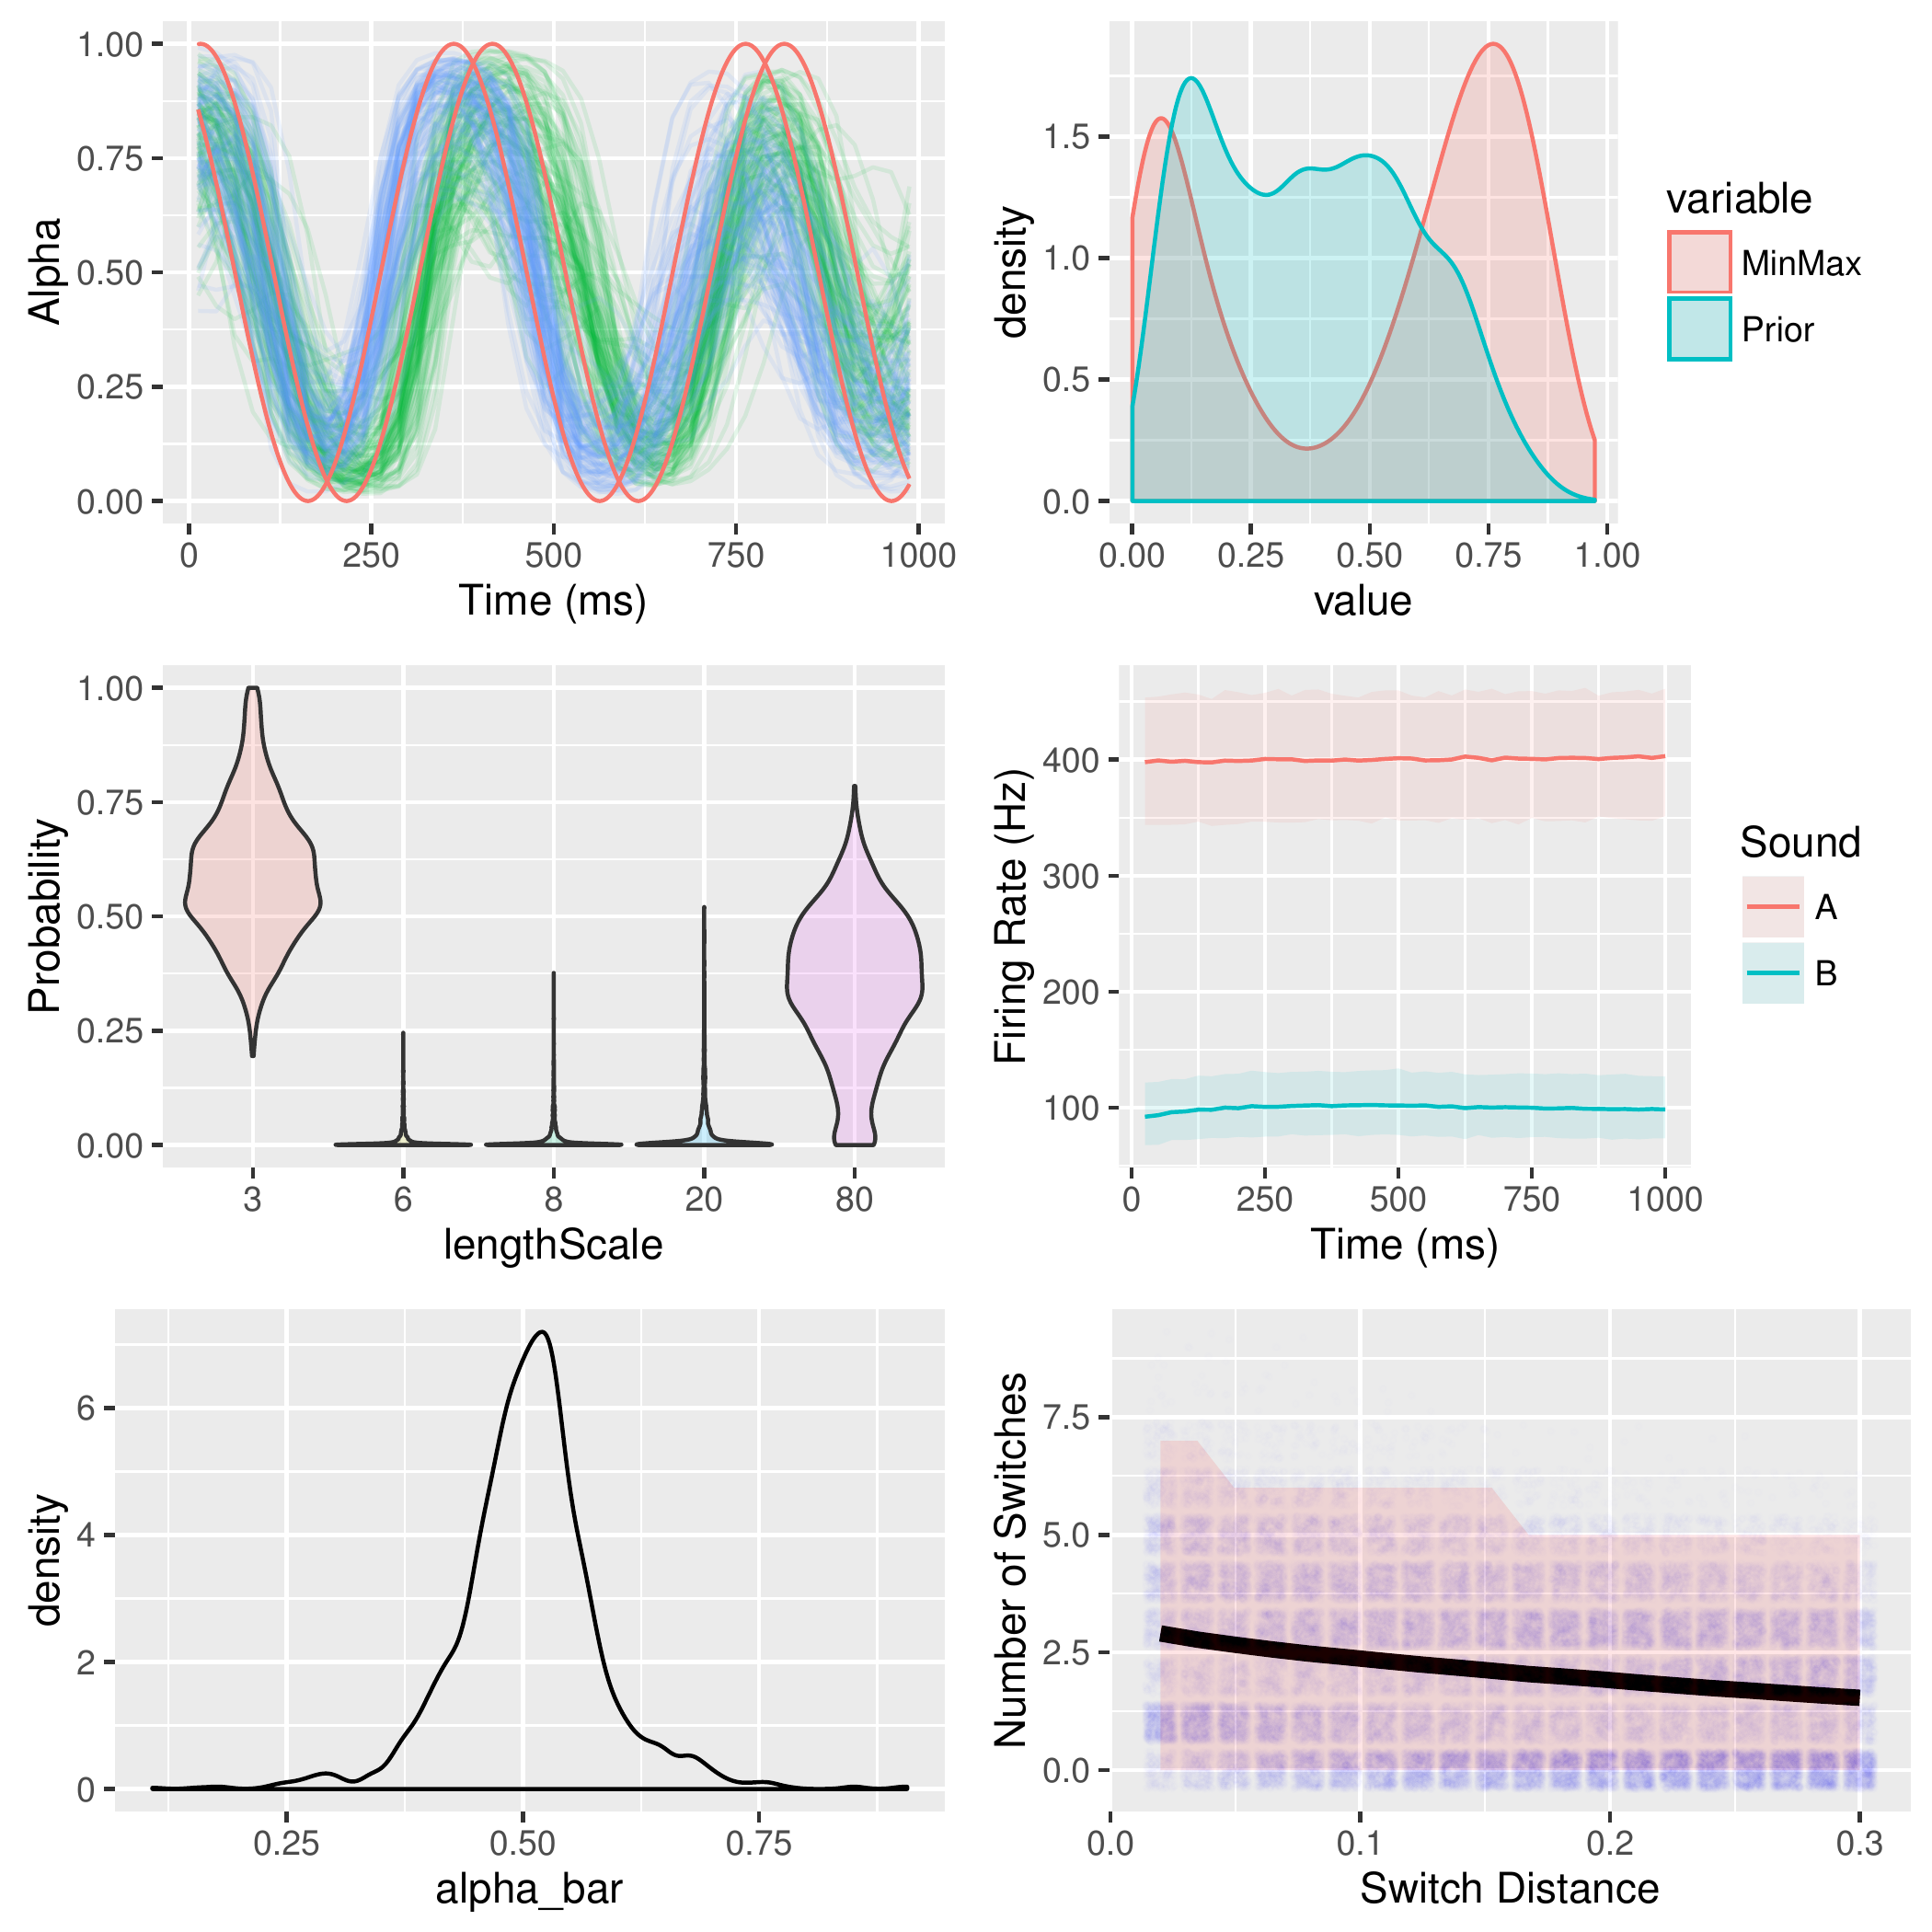 1.00
0.75
0.50
0.25
0.00
Alpha
0 250 500 750 1000
Time (ms)
1.5
1.0
0.5
0.0
density
0.00 0.25 0.50 0.75 1.00
value
variable
MinMax
Prior
1.00
0.75
0.50
0.25
0.00
Probability
3 6 8 20 80
lengthScale
400
300
200
100
Firing Rate (Hz)
0 250 500 750 1000
Time (ms)
Sound
A
B
6
4
2
0
density
0.25 0.50 0.75
alpha_bar
7.5
5.0
2.5
0.0
Number of Switches
0.0 0.1 0.2 0.3
Switch Distance